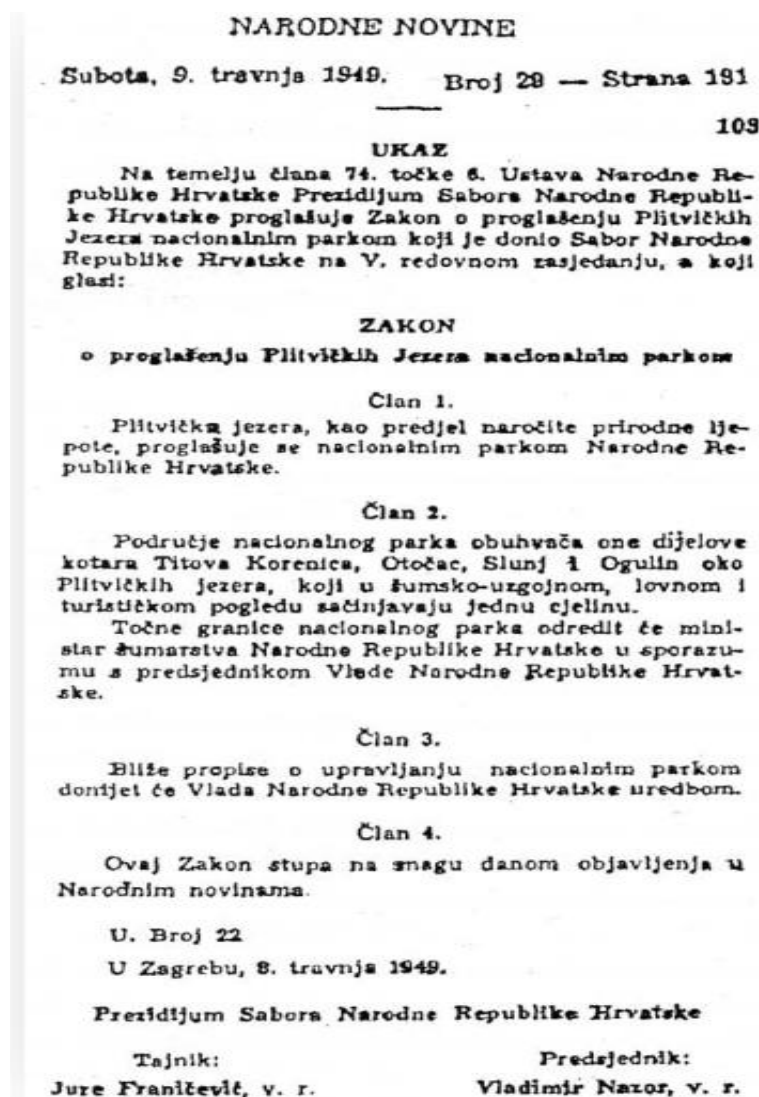 NARODNE NOVINE
Subota, 9. travnja 1949. Broj 29 — Strana 191
103
UKAZ
Na temelju člana 74. točke 6. Ustava Narodne Re-
publike Hrvatske Prezidijum Sabora Narodne Republi-
ke Hrvatske proglašuje Zakon o proglašenju Plitvičkih
Jezera nacionalnim parkom koji je donio Sabor Narodne
Republike Hrvatske na V. redovnom zasjedanju, a koji
glasi:
ZAKON
o proglašenju Plitvičkih Jezera nacionalnim parkom
Član 1.
Plitvička jezera, kao predjel naročite prirodne lje-
pote, proglašuje se nacionalnim parkom Narodne Re-
publike Hrvatske.
Član 2.
Područje nacionalnog parka obuhvača one dijelove
kotara Titova Korenica, Otočac, Slunj i Ogulin oko
Plitvičkih jezera, koji u šumsko-uzgojnom, lovnom i
turističkom pogledu sačinjavaju jednu cjelinu.
Točne granice nacionalnog parka odredit će mini-
star šumarstva Narodne Republike Hrvatske u sporazu-
mu s predsjednikom Vlade Narodne Republike Hrvat-
ske.
Član 3.
Bliže propise o upravljanju nacionalnim parkom
donijet će Vlada Narodne Republike Hrvatske uredbom.
Član 4.
Ovaj Zakon stupa na snagu danom objavljenja u
Narodnim novinama.
U. Broj 22
U Zagrebu, 8. travnja 1949.
Prezidijum Sabora Narodne Republike Hrvatske
Tajnik: Predsjednik:
Jure Franičević, v. r. Vladimir Nazor, v. r.